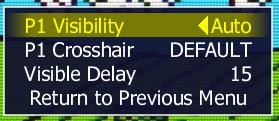 P1 Visibility Auto
P1 Crosshair DEFAULT
Visible Delay 15
Return to Previous Menu